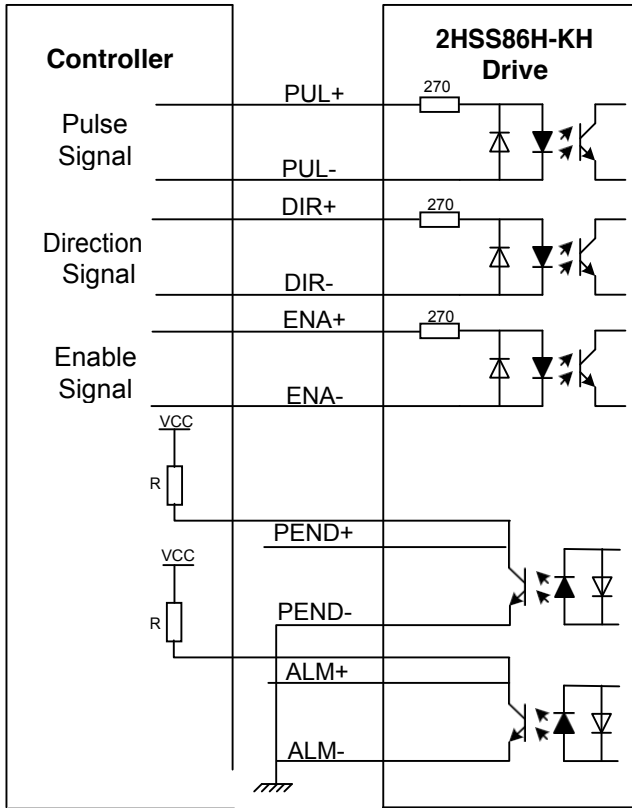 Controller
2HSS86H-KH
Drive
PUL+
270
Pulse
Signal
PUL-
DIR+
270
Direction
Signal
DIR-
ENA+
270
Enable
Signal
ENA-
VCC
R
PEND+
VCC
PEND-
R
ALM+
ALM-